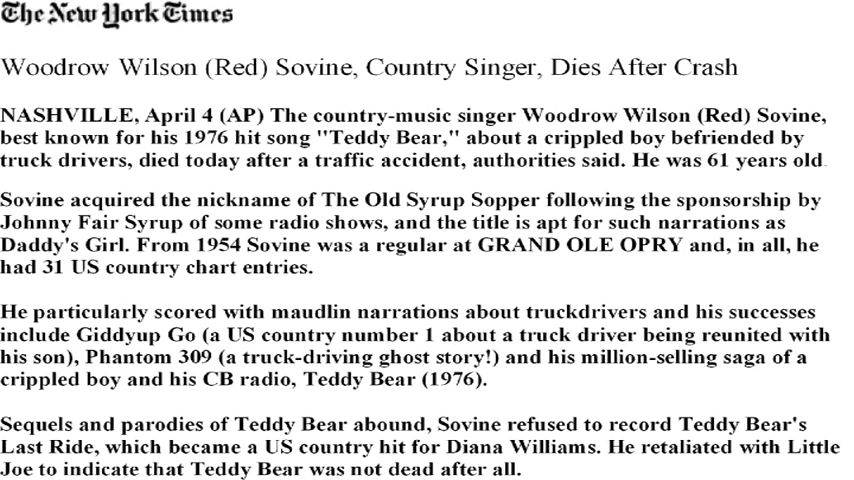 The New York Times
Woodrow Wilson (Red) Sovine, Country Singer, Dies After Crash
NASHVILLE, April 4 (AP) The country-music singer Woodrow Wilson (Red) Sovine,
best known for his 1976 hit song "Teddy Bear," about a crippled boy befriended by
truck drivers, died today after a traffic accident, authorities said. He was 61 years old.
Sovine acquired the nickname of The Old Syrup Sopper following the sponsorship by
Johnny Fair Syrup of some radio shows, and the title is apt for such narrations as
Daddy's Girl. From 1954 Sovine was a regular at GRAND OLE OPRY and, in all, he
had 31 US country chart entries.
He particularly scored with maudlin narrations about truckdrivers and his successes
include Giddyup Go (a US country number 1 about a truck driver being reunited with
his son), Phantom 309 (a truck-driving ghost story!) and his million-selling saga of a
crippled boy and his CB radio, Teddy Bear (1976).
Sequels and parodies of Teddy Bear abound, Sovine refused to record Teddy Bear's
Last Ride, which became a US country hit for Diana Williams. He retaliated with Little
Joe to indicate that Teddy Bear was not dead after all.